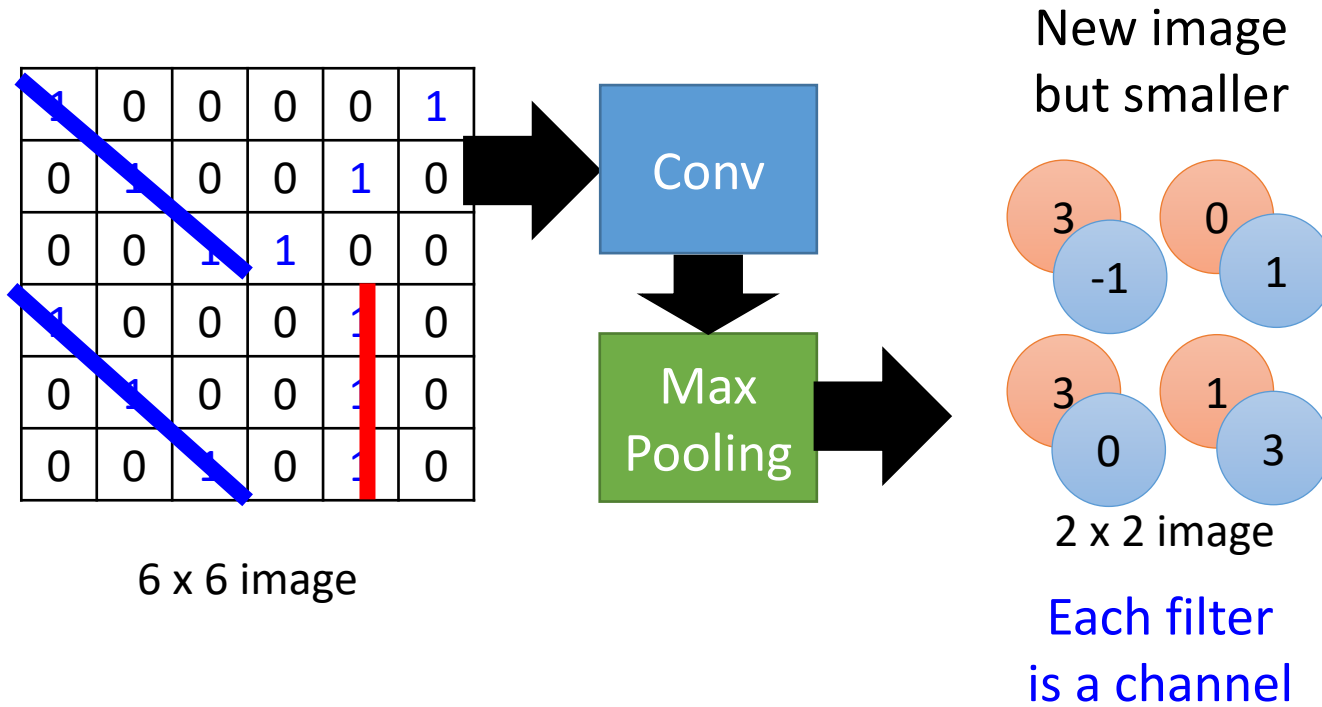 1 0 0 0 0 1
0 1 0 0 1 0
0 0 1 1 0 0
1 0 0 0 1 0
0 1 0 0 1 0
0 0 1 0 1 0
6 x 6 image
Conv
Max
Pooling
New image
but smaller
3 0
-1 1
3 1
0 3
2 x 2 image
Each filter
is a channel